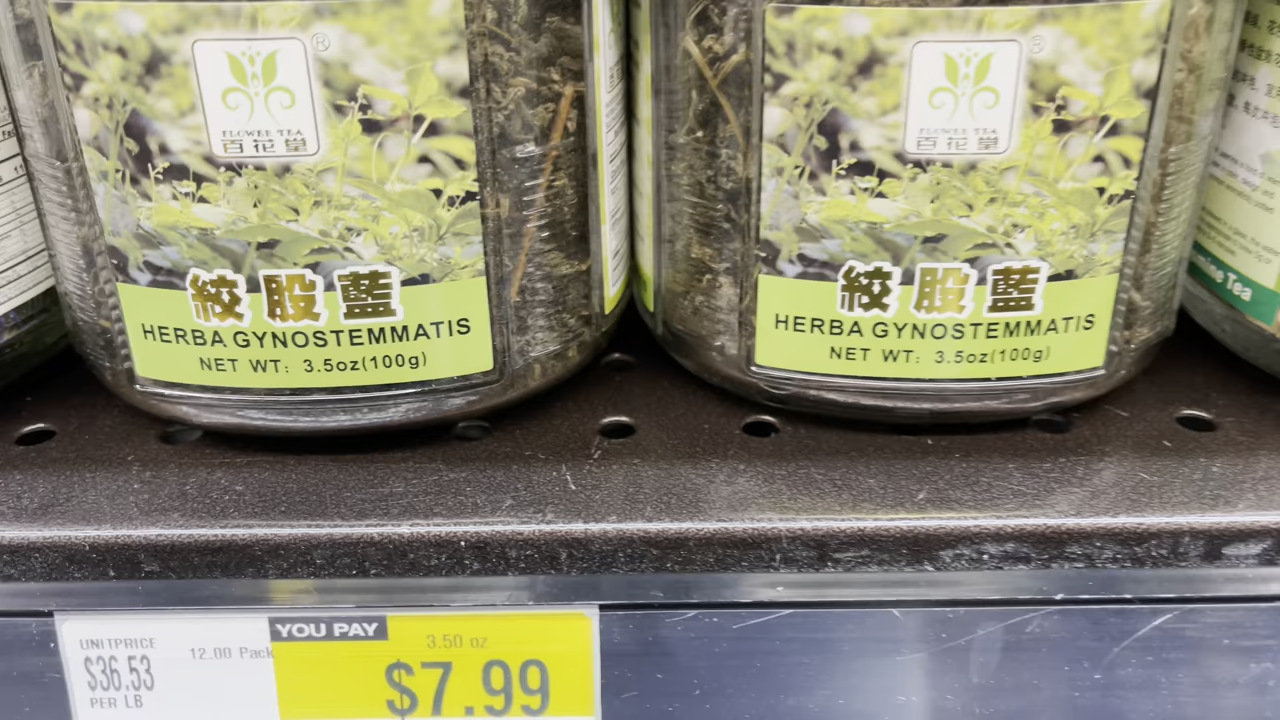 ®
FLOWER TEA
百花堂
絞股藍
HERBA GYNOSTEMMATIS
NET WT: 3.5oz(100g)
®
FLOWER TEA
百花堂
絞股藍
HERBA GYNOSTEMMATIS
NET WT: 3.5oz(100g)
Tea
UNITPRICE
$36.53
PER LB
12.00 Pack
YOU PAY
3.50 oz
$7.99